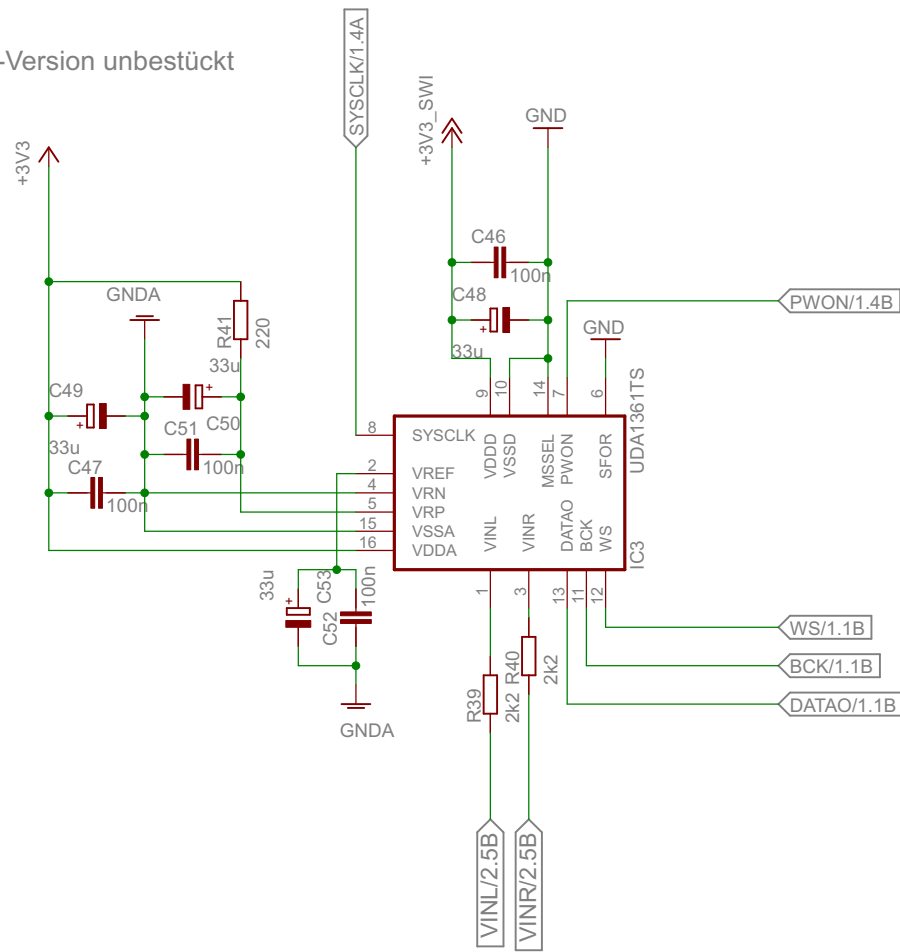 -Version unbestückt
SYSCLK/1.4A
+3V3_SWI
GND
+3V3
C46
100n
GNDA
C48
33u
PWON/1.4B
R41
220
GND
33u
C49
C50
9
10
14
7
6
UDA1361TS
33u
C51
100n
8
SYSCLK
VDDD
VSSD
MSSEL
PWON
SFOR
C47
100n
2
VREF
4
VRN
5
VRP
15
VSSA
16
VDDA
VINL
VINR
DATAO
BCK
WS
IC3
33u
C53
100n
C52
1
3
13
11
12
WS/1.1B
R40
2k2
BCK/1.1B
R39
2k2
DATAO/1.1B
GNDA
VINL/2.5B
VINR/2.5B